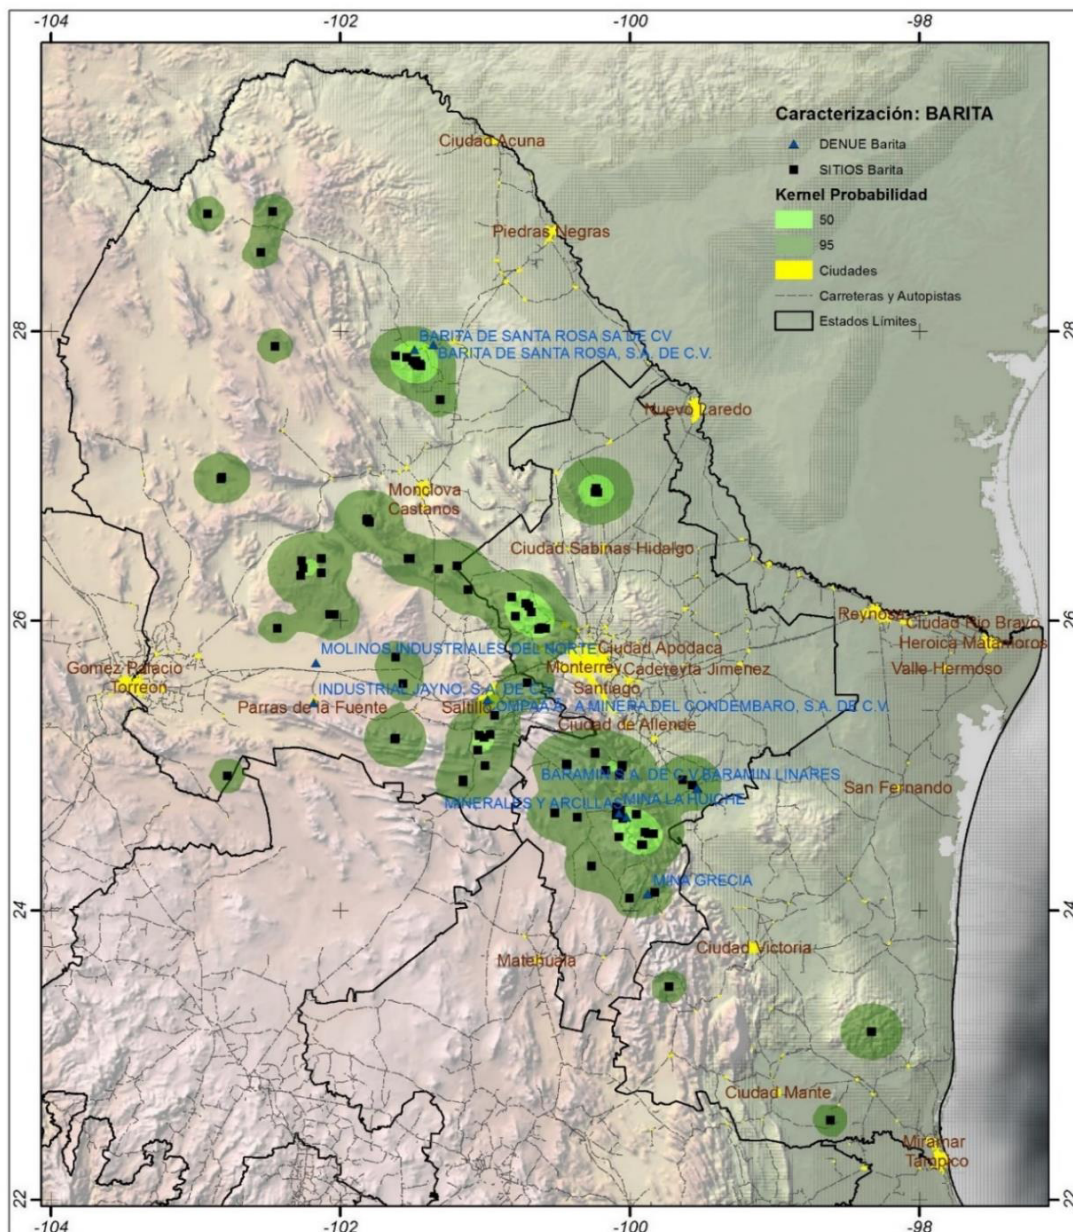 -104
-102
-100
-98
Caracterización: BARITA
DENUE Barita
SITIOS Barita
Kernel Probabilidad
50
95
Ciudades
Carreteras y Autopistas
Estados Límites
Ciudad Acuna
Piedras Negras
28
28
BARITA DE SANTA ROSA SA DE CV
BARITA DE SANTA ROSA, S.A. DE C.V.
Nuevo Laredo
Monclova
Castanos
Ciudad Sabinas Hidalgo
26
26
Reynosa
Ciudad Rio Bravo
Heroica Matamoros
Valle Hermoso
MOLINOS INDUSTRIALES DEL NORTE
Ciudad Apodaca
Monterrey
Cadereyta Jimenez
Gomez Palacio
Torreon
Santiago
INDUSTRIAL JAYNO, S.A. DE C.V.
Parras de la Fuente
Saltillo
A MINERA DEL CONDEMBARO, S.A. DE C.V.
Ciudad de Allende
BARAMIN S.A. DE C.V.
BARAMIN LINARES
San Fernando
MINERALES Y ARCILLAS
MINA LA HUICHE
MINA GRECIA
24
24
Ciudad Victoria
Matehuala
Ciudad Mante
Miramar
Tampico
22
22
-104
-102
-100
-98